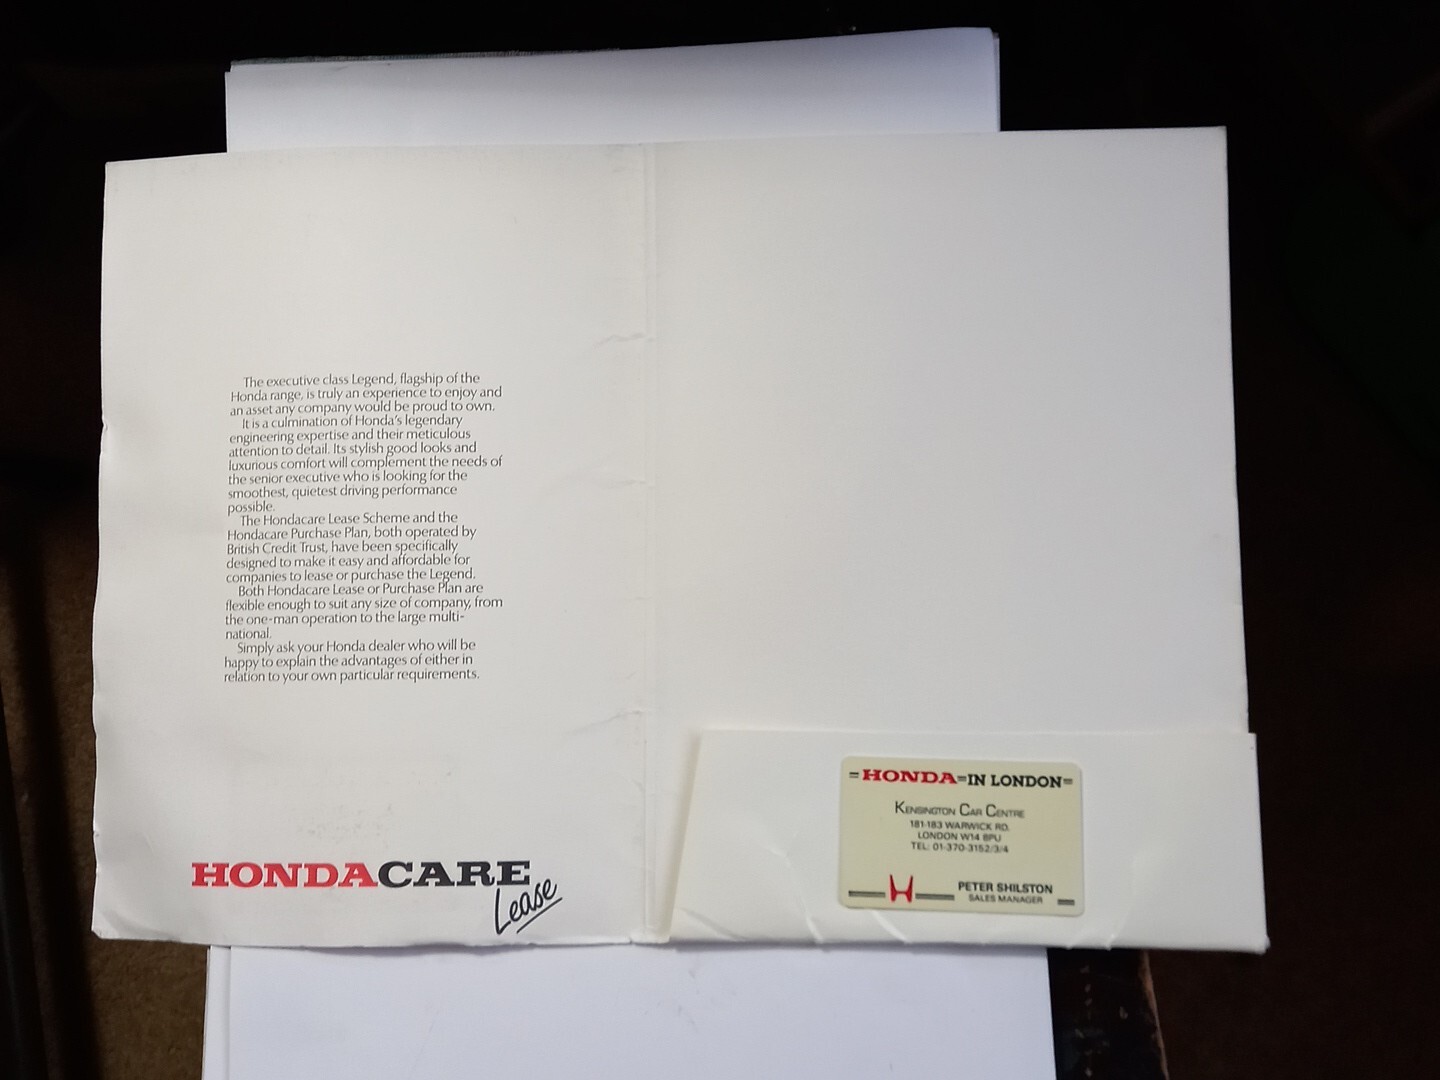 The executive class Legend, flagship of the
Honda range, is truly an experience to enjoy and
an asset any company would be proud to own.
It is a culmination of Honda's legendary
engineering expertise and their meticulous
attention to detail. Its stylish good looks and
luxurious comfort will complement the needs of
the senior executive who is looking for the
smoothest, quietest driving performance
possible.
The Hondacare Lease Scheme and the
Hondacare Purchase Plan, both operated by
British Credit Trust, have been specifically
designed to make it easy and affordable for
companies to lease or purchase the Legend.
Both Hondacare Lease or Purchase Plan are
flexible enough to suit any size of company, from
the one-man operation to the large multi-
national.
Simply ask your Honda dealer who will be
happy to explain the advantages of either in
relation to your own particular requirements.
HONDACARE
Lease
HONDA IN LONDON
KENSINGTON CAR CENTRE
181-183 WARWICK RD.
LONDON W14 8PU
TEL: 01-370-3152/3/4
PETER SHILSTON
SALES MANAGER